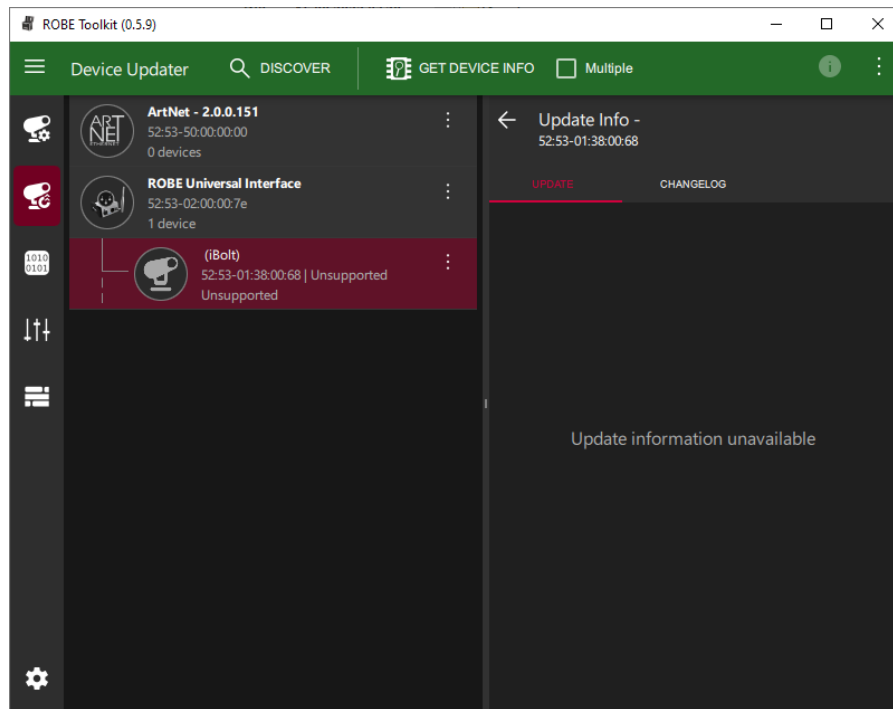 ROBE Toolkit (0.5.9)
Device Updater
DISCOVER
GET DEVICE INFO
Multiple
ART
NET
ArtNet - 2.0.0.151
52:53-50:00:00:00
0 devices
ROBE Universal Interface
52:53-02:00:00:7e
1 device
(iBolt)
52:53-01:38:00:68 | Unsupported
Unsupported
1010
0101
Update Info -
52:53-01:38:00:68
UPDATE
CHANGELOG
Update information unavailable